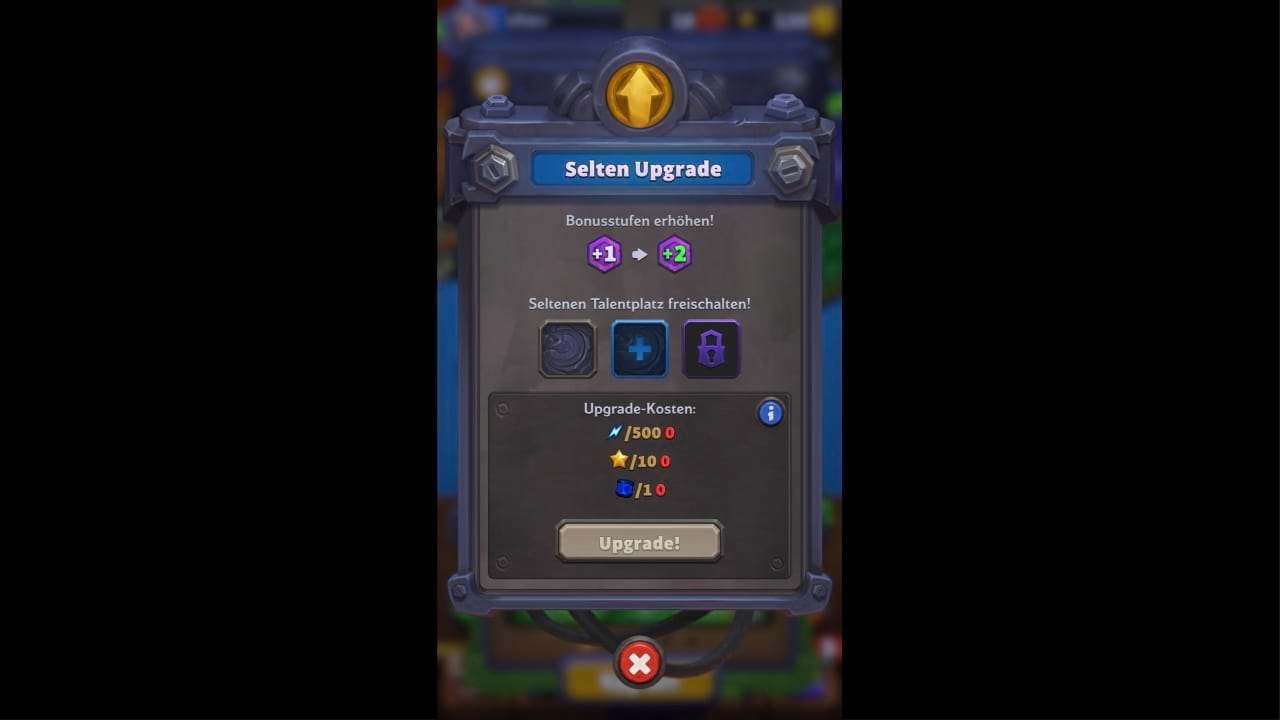 Selten Upgrade
Bonusstufen erhöhen!
+1 +2
Seltenen Talentplatz freischalten!
Upgrade-Kosten:
/500 0
/10 0
/1 0
Upgrade!